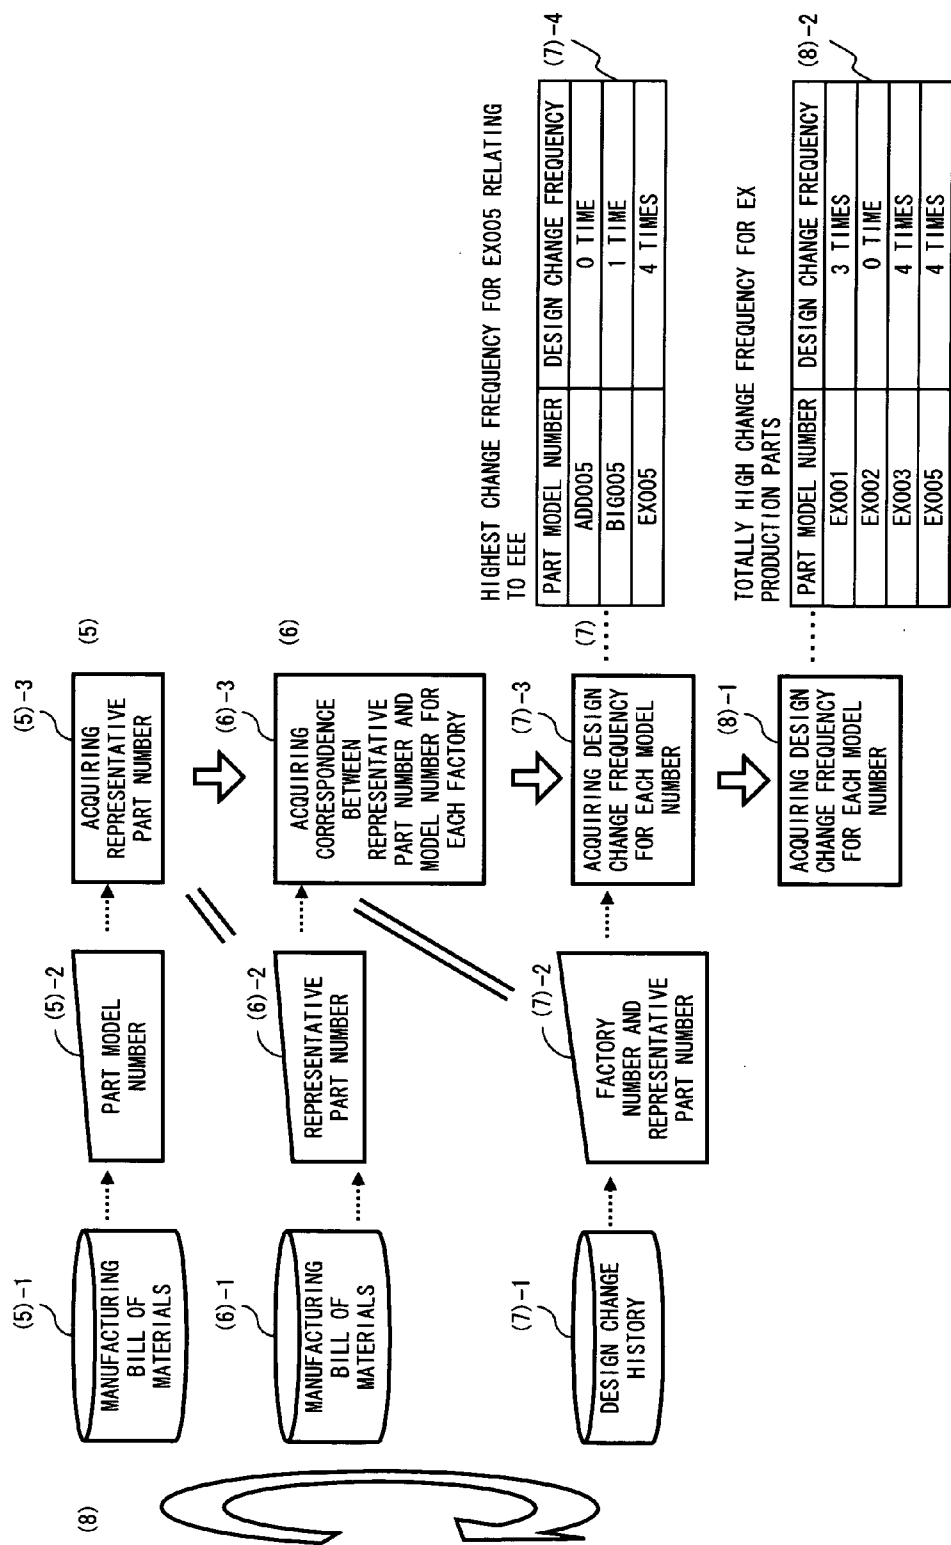 (8)
(5)-1
MANUFACTURING
BILL OF
MATERIALS
(5)-2
PART MODEL
NUMBER
(5)-3
ACQUIRING
REPRESENTATIVE
PART NUMBER
(5)
(6)-1
MANUFACTURING
BILL OF
MATERIALS
(6)-2
REPRESENTATIVE
PART NUMBER
(6)-3
ACQUIRING
CORRESPONDENCE
BETWEEN
REPRESENTATIVE
PART NUMBER AND
MODEL NUMBER FOR
EACH FACTORY
(6)
(7)-1
DESIGN CHANGE
HISTORY
(7)-2
FACTORY
NUMBER AND
REPRESENTATIVE
PART NUMBER
(7)-3
ACQUIRING DESIGN
CHANGE FREQUENCY
FOR EACH MODEL
NUMBER
(7)
HIGHEST CHANGE FREQUENCY FOR EX005 RELATING
TO EEE
(7)-4
PART MODEL NUMBER DESIGN CHANGE FREQUENCY
ADD005 0 TIME
BIG005 1 TIME
EX005 4 TIMES
(8)-1
ACQUIRING DESIGN
CHANGE FREQUENCY
FOR EACH MODEL
NUMBER
TOTALLY HIGH CHANGE FREQUENCY FOR EX
PRODUCTION PARTS
(8)-2
PART MODEL NUMBER DESIGN CHANGE FREQUENCY
EX001 3 TIMES
EX002 0 TIME
EX003 4 TIMES
EX005 4 TIMES